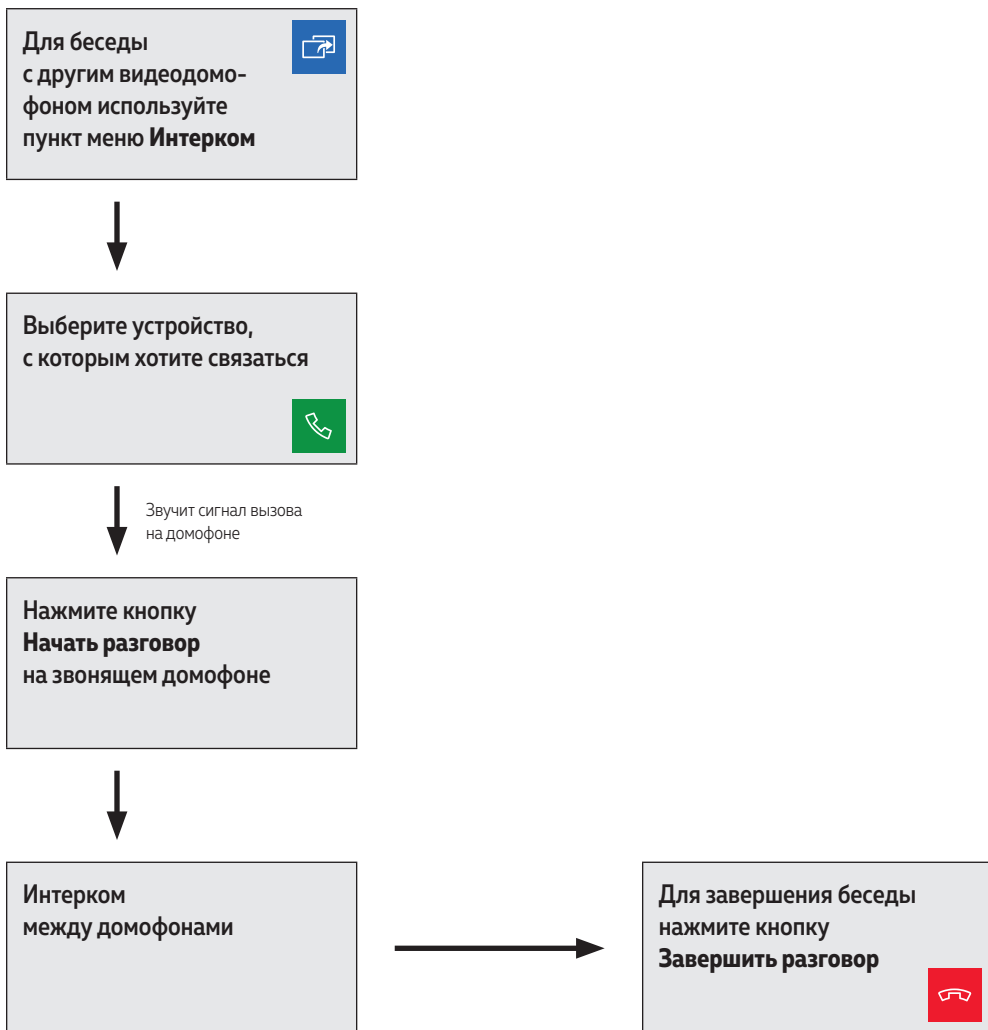 Для беседы
с другим видеодомо-
фоном используйте
пункт меню Интерком
Выберите устройство,
с которым хотите связаться
Звучит сигнал вызова
на домофоне
Нажмите кнопку
Начать разговор
на звонящем домофоне
Интерком
между домофонами
Для завершения беседы
нажмите кнопку
Завершить разговор